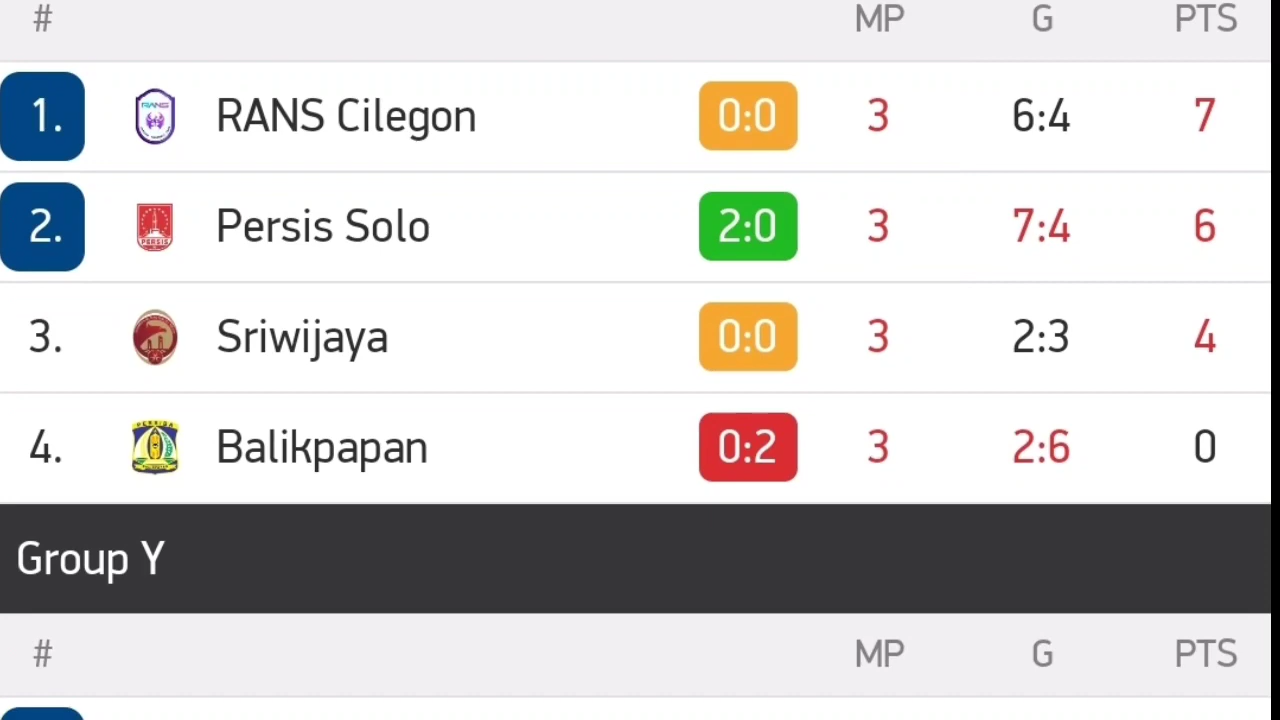 # MP G PTS
1. RANS RANS Cilegon 0:0 3 6:4 7
2. PERSIS Persis Solo 2:0 3 7:4 6
3. Sriwijaya 0:0 3 2:3 4
4. Balikpapan 0:2 3 2:6 0
Group Y
# MP G PTS